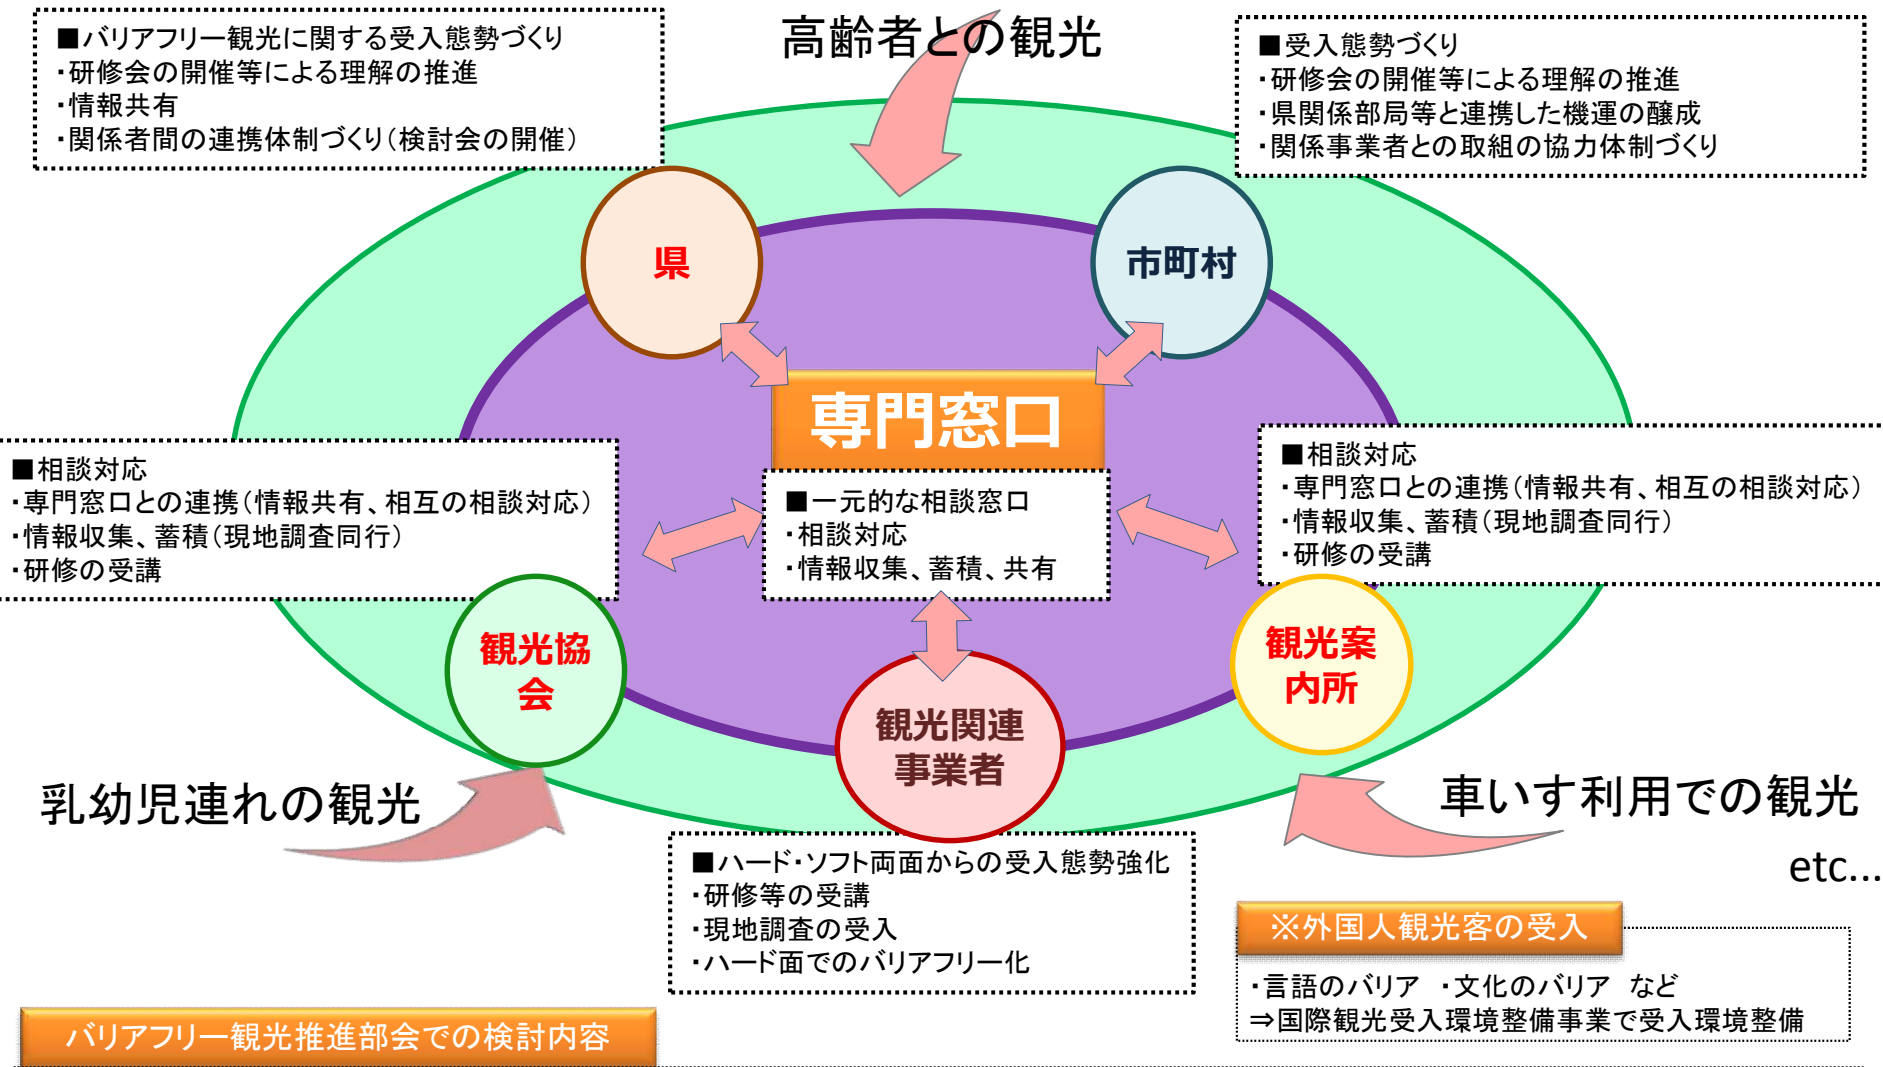 高齢者との観光
■バリアフリー観光に関する受入態勢づくり
・研修会の開催等による理解の推進
・情報共有
・関係者間の連携体制づくり（検討会の開催）
■受入態勢づくり
・研修会の開催等による理解の推進
・県関係部局等と連携した機運の醸成
・関係事業者との取組の協力体制づくり
県
市町村
専門窓口
■一元的な相談窓口
・相談対応
・情報収集、蓄積、共有
■相談対応
・専門窓口との連携（情報共有、相互の相談対応）
・情報収集、蓄積（現地調査同行）
・研修の受講
■相談対応
・専門窓口との連携（情報共有、相互の相談対応）
・情報収集、蓄積（現地調査同行）
・研修の受講
観光協
会
観光関連
事業者
観光案
内所
乳幼児連れの観光
車いす利用での観光
etc...
■ハード・ソフト両面からの受入態勢強化
・研修等の受講
・現地調査の受入
・ハード面でのバリアフリー化
※外国人観光客の受入
・言語のバリア　・文化のバリア　など
⇒国際観光受入環境整備事業で受入環境整備
バリアフリー観光推進部会での検討内容